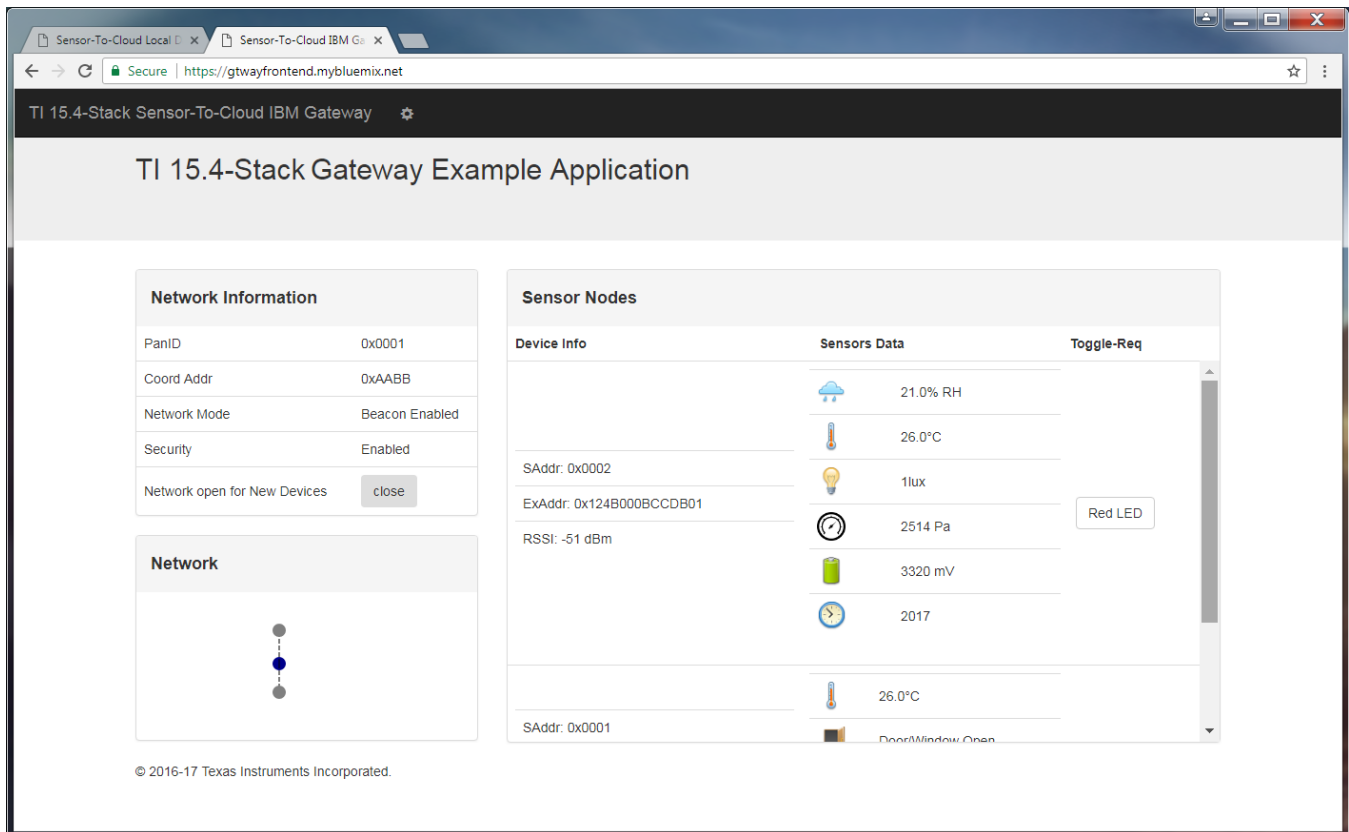 Sensor-To-Cloud Local D
Sensor-To-Cloud IBM Ga
Secure | https://gtwayfrontend.mybluemix.net
TI 15.4-Stack Sensor-To-Cloud IBM Gateway
TI 15.4-Stack Gateway Example Application
Network Information
PanID 0x0001
Coord Addr 0xAABB
Network Mode Beacon Enabled
Security Enabled
Network open for New Devices close
Network
Sensor Nodes
Device Info Sensors Data Toggle-Req
SAddr: 0x0002
ExAddr: 0x124B000BCCDB01
RSSI: -51 dBm
21.0% RH
26.0°C
1lux
2514 Pa
3320 mV
2017
Red LED
SAddr: 0x0001
26.0°C
Door/Window Open
© 2016-17 Texas Instruments Incorporated.